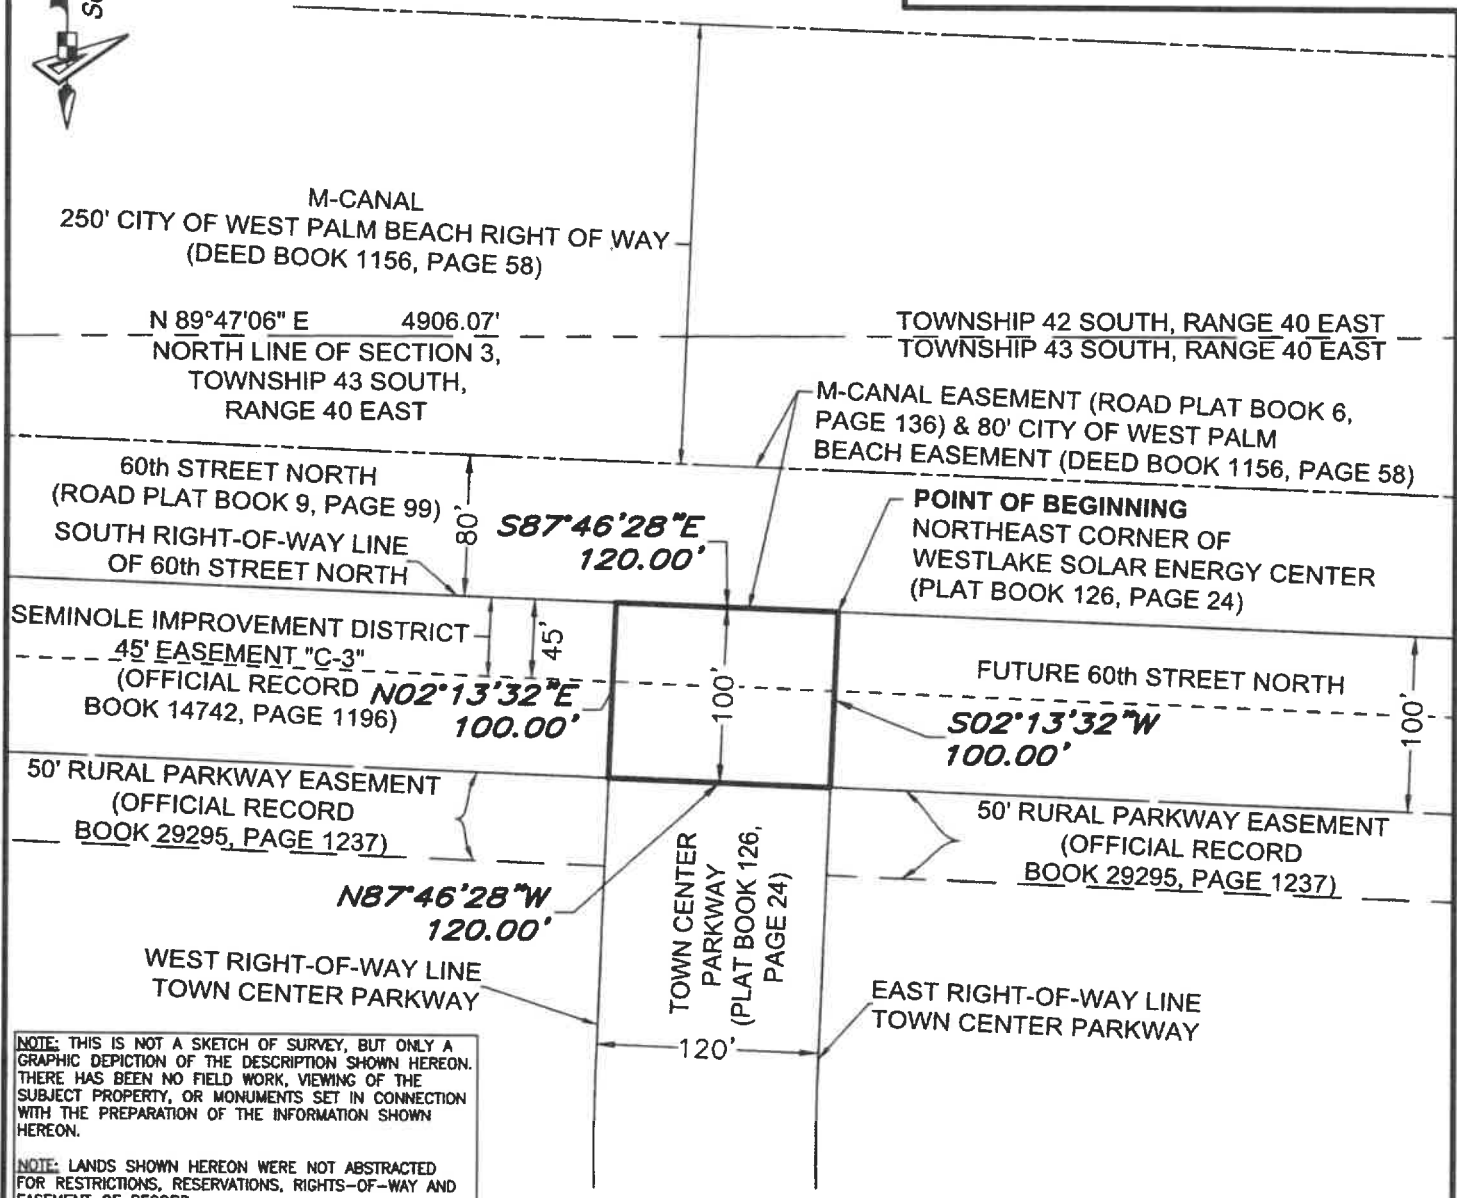 M-CANAL
250' CITY OF WEST PALM BEACH RIGHT OF WAY
(DEED BOOK 1156, PAGE 58)
N 89°47'06" E 4906.07'
NORTH LINE OF SECTION 3,
TOWNSHIP 43 SOUTH,
RANGE 40 EAST
TOWNSHIP 42 SOUTH, RANGE 40 EAST
TOWNSHIP 43 SOUTH, RANGE 40 EAST
M-CANAL EASEMENT (ROAD PLAT BOOK 6,
PAGE 136) & 80' CITY OF WEST PALM
BEACH EASEMENT (DEED BOOK 1156, PAGE 58)
60th STREET NORTH
(ROAD PLAT BOOK 9, PAGE 99)
80'
SOUTH RIGHT-OF-WAY LINE
OF 60th STREET NORTH
S87°46'28"E
120.00'
POINT OF BEGINNING
NORTHEAST CORNER OF
WESTLAKE SOLAR ENERGY CENTER
(PLAT BOOK 126, PAGE 24)
SEMINOLE IMPROVEMENT DISTRICT
45' EASEMENT "C-3"
(OFFICIAL RECORD
BOOK 14742, PAGE 1196)
45'
N02°13'32"E
100.00'
100'
FUTURE 60th STREET NORTH
S02°13'32"W
100.00'
100'
50' RURAL PARKWAY EASEMENT
(OFFICIAL RECORD
BOOK 29295, PAGE 1237)
50' RURAL PARKWAY EASEMENT
(OFFICIAL RECORD
BOOK 29295, PAGE 1237)
N87°46'28"W
120.00'
TOWN CENTER
PARKWAY
(PLAT BOOK 126,
PAGE 24)
WEST RIGHT-OF-WAY LINE
TOWN CENTER PARKWAY
EAST RIGHT-OF-WAY LINE
TOWN CENTER PARKWAY
120'
NOTE: THIS IS NOT A SKETCH OF SURVEY, BUT ONLY A
GRAPHIC DEPICTION OF THE DESCRIPTION SHOWN HEREON.
THERE HAS BEEN NO FIELD WORK, VIEWING OF THE
SUBJECT PROPERTY, OR MONUMENTS SET IN CONNECTION
WITH THE PREPARATION OF THE INFORMATION SHOWN
HEREON.
NOTE: LANDS SHOWN HEREON WERE NOT ABSTRACTED
FOR RESTRICTIONS, RESERVATIONS, RIGHTS-OF-WAY AND
EASEMENT OF RECORD